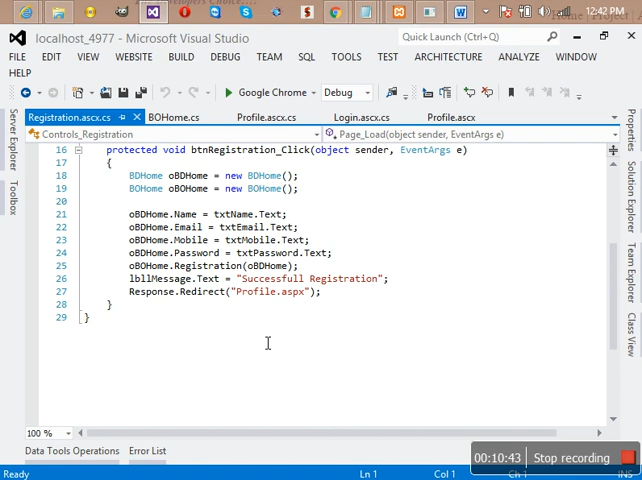 12:42 PM
localhost_4977 - Microsoft Visual Studio
Quick Launch (Ctrl+Q)
FILE EDIT VIEW WEBSITE BUILD DEBUG TEAM SQL TOOLS TEST ARCHITECTURE ANALYZE WINDOW
HELP
Google Chrome Debug
Registration.ascx.cs BOHome.cs Profile.ascx.cs Login.ascx.cs Profile.ascx
Controls_Registration Page_Load(object sender, EventArgs e)
16 protected void btnRegistration_Click(object sender, EventArgs e)
17 {
18 BDHome oBDHome = new BDHome();
19 BOHome oBOHome = new BOHome();
20
21 oBDHome.Name = txtName.Text;
22 oBDHome.Email = txtEmail.Text;
23 oBDHome.Mobile = txtMobile.Text;
24 oBDHome.Password = txtPassword.Text;
25 oBOHome.Registration(oBDHome);
26 lbllMessage.Text = "Successfull Registration";
27 Response.Redirect("Profile.aspx");
28 }
29 }
Server Explorer
Toolbox
Properties
Solution Explorer
Team Explorer
Class View
100 %
Data Tools Operations Error List
00:10:43 Stop recording
Ready Ln 1 Col 1 Ch 1 INS